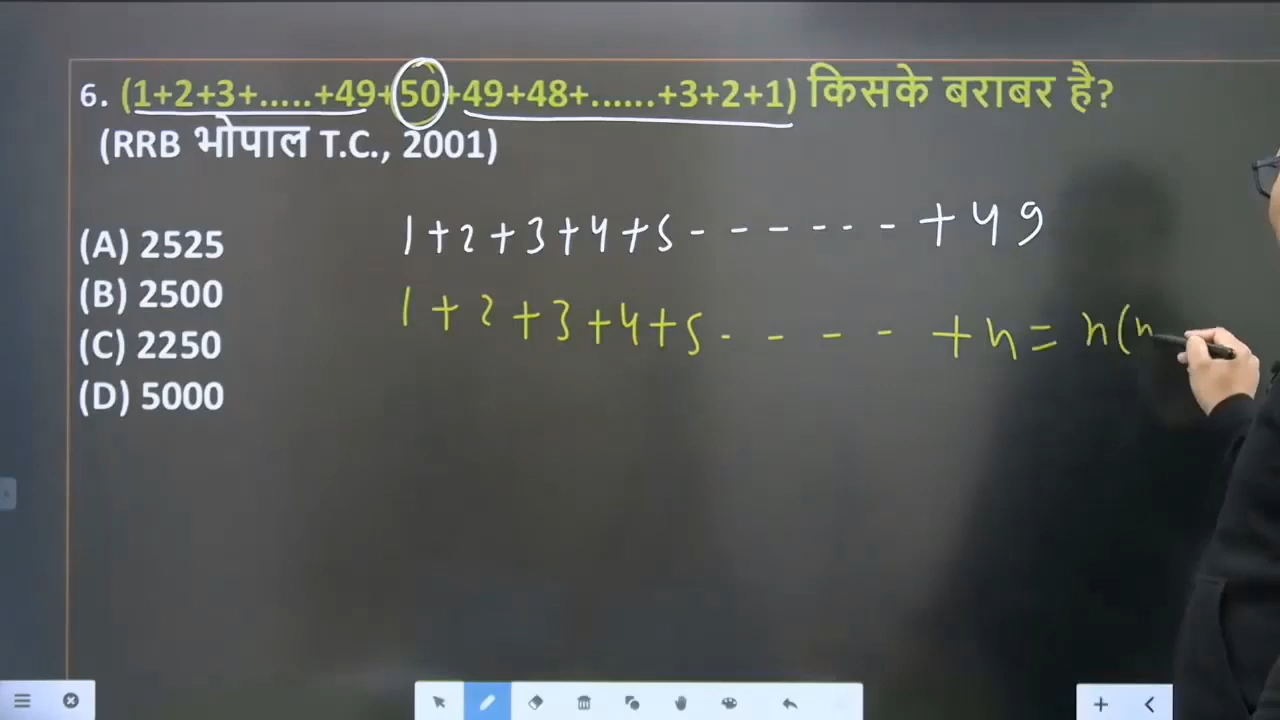 6. (1+2+3+.....+49+50+49+48+......+3+2+1) किसके बराबर है?
(RRB भोपाल T.C., 2001)
(A) 2525
(B) 2500
(C) 2250
(D) 5000
1+2+3+4+5 - - - - - - +49
1+2+3+4+5 - - - - +n = n(n